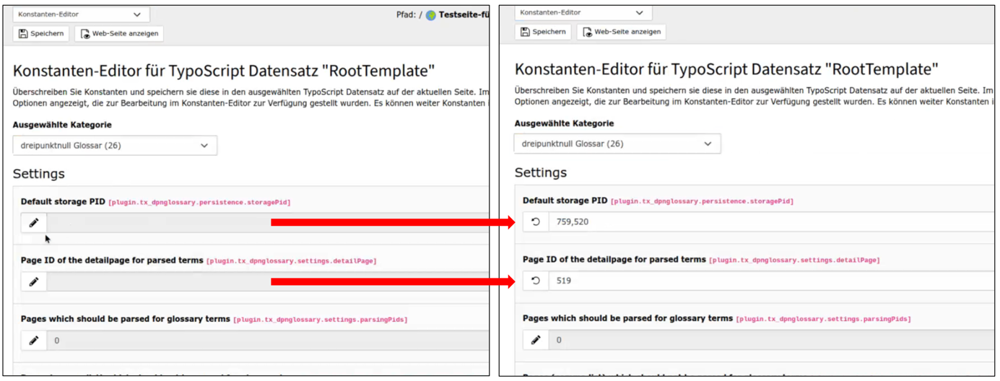 Konstanten-Editor
Pfad: / Testseite-fü
Speichern
Web-Seite anzeigen
Konstanten-Editor für TypoScript Datensatz "RootTemplate"
Überschreiben Sie Konstanten und speichern sie diese in den ausgewählten TypoScript Datensatz auf der aktuellen Seite. Im
Optionen angezeigt, die zur Bearbeitung im Konstanten-Editor zur Verfügung gestellt wurden. Es können weiter Konstanten
Ausgewählte Kategorie
dreipunktnull Glossar (26)
Settings
Default storage PID [plugin.tx_dpnglossary.persistence.storagePid]
Page ID of the detailpage for parsed terms [plugin.tx_dpnglossary.settings.detailPage]
Pages which should be parsed for glossary terms [plugin.tx_dpnglossary.settings.parsingPids]
0
Konstanten-Editor
Speichern
Web-Seite anzeigen
Konstanten-Editor für TypoScript Datensatz "RootTemplate"
Überschreiben Sie Konstanten und speichern sie diese in den ausgewählten TypoScript Datensatz auf der aktuellen Seite. Im
Optionen angezeigt, die zur Bearbeitung im Konstanten-Editor zur Verfügung gestellt wurden. Es können weiter Konstanten i
Ausgewählte Kategorie
dreipunktnull Glossar (26)
Settings
Default storage PID [plugin.tx_dpnglossary.persistence.storagePid]
759,520
Page ID of the detailpage for parsed terms [plugin.tx_dpnglossary.settings.detailPage]
519
Pages which should be parsed for glossary terms [plugin.tx_dpnglossary.settings.parsingPids]
0